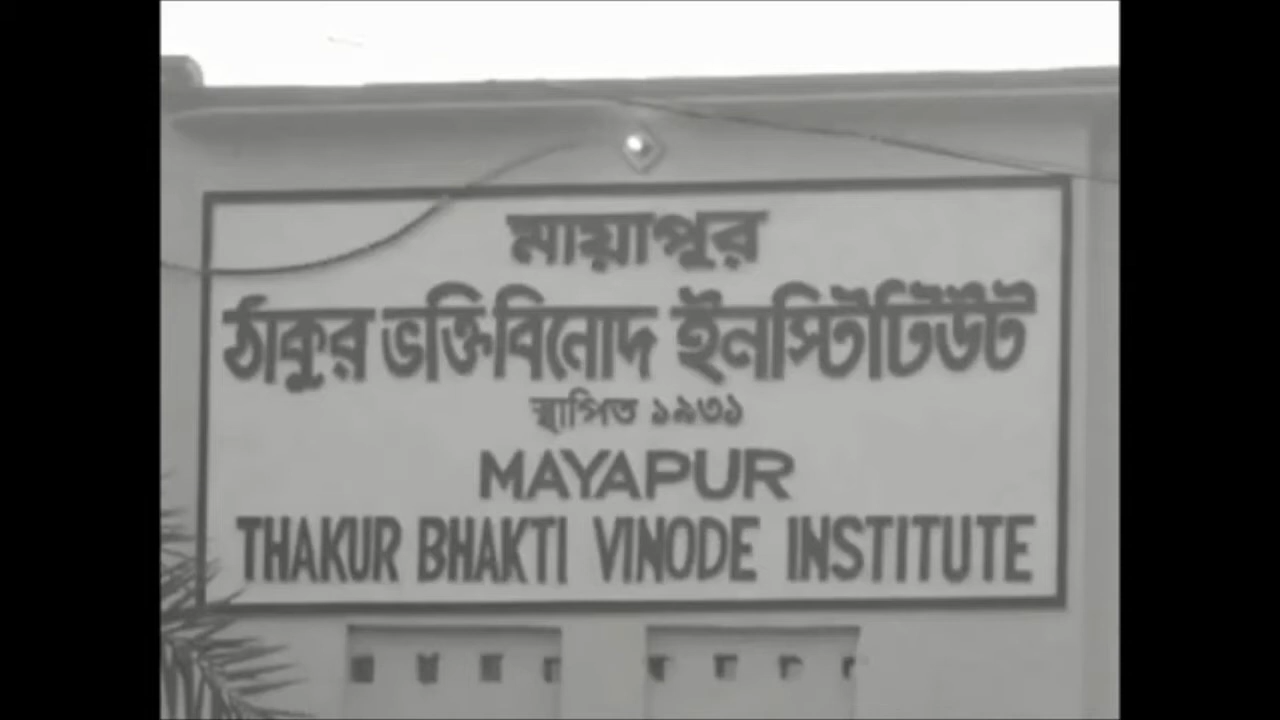 মায়াপুর
ঠাকুর ভক্তিবিনোদ ইনস্টিটিউট
স্থাপিত ১৯৩১
MAYAPUR
THAKUR BHAKTI VINODE INSTITUTE